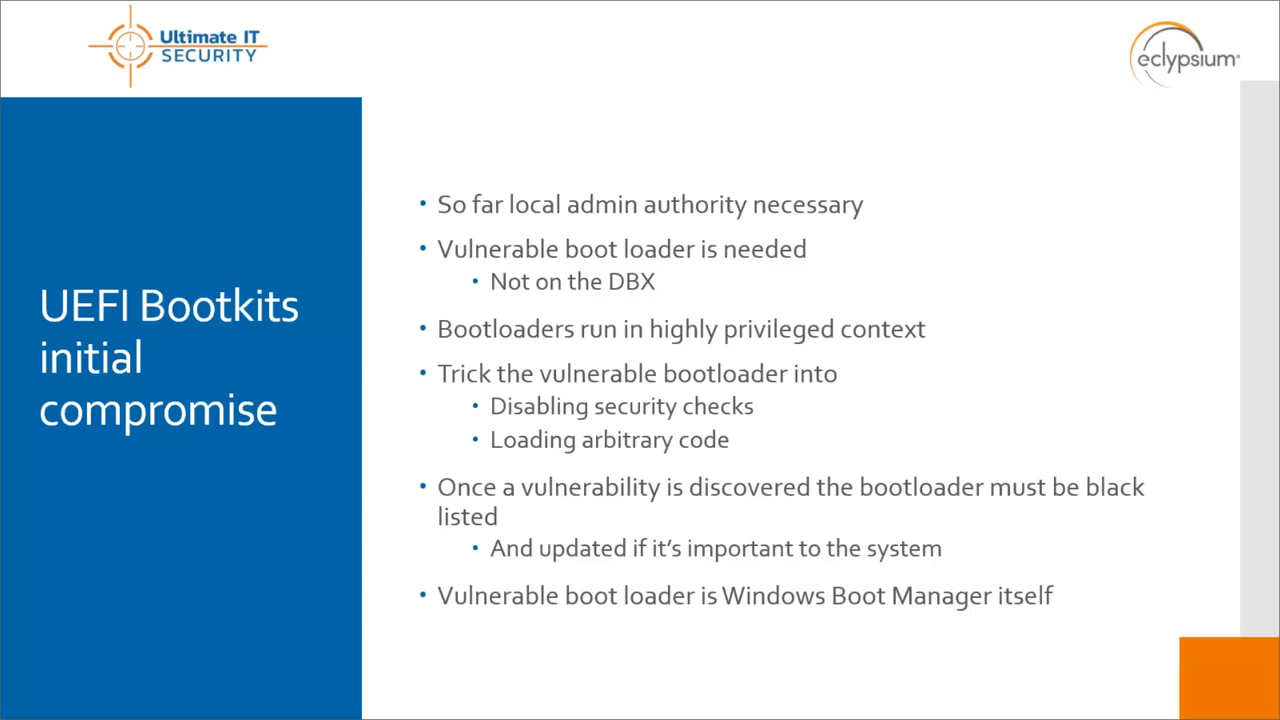 Ultimate IT
SECURITY
eclypsium®
UEFI Bootkits
initial
compromise
• So far local admin authority necessary
• Vulnerable boot loader is needed
• Not on the DBX
• Bootloaders run in highly privileged context
• Trick the vulnerable bootloader into
• Disabling security checks
• Loading arbitrary code
• Once a vulnerability is discovered the bootloader must be black
listed
• And updated if it's important to the system
• Vulnerable boot loader is Windows Boot Manager itself